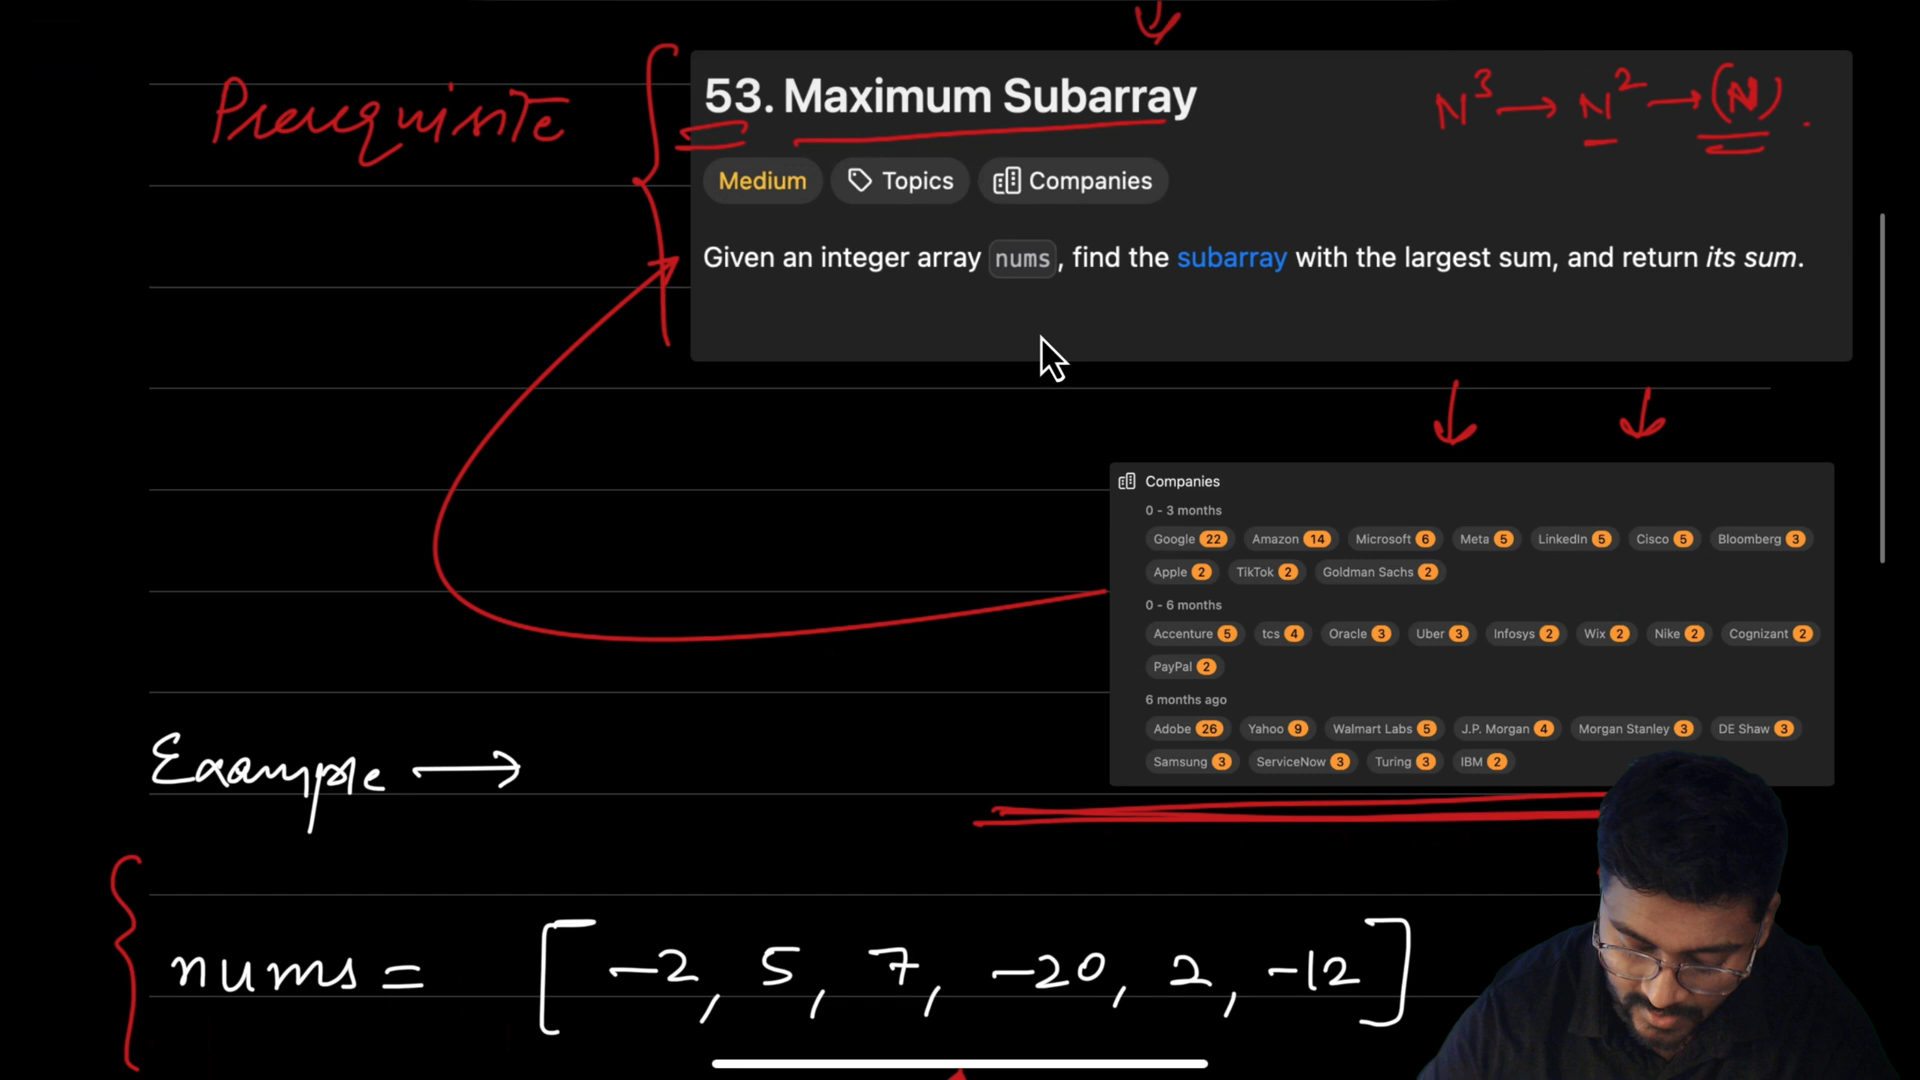 Prerequisite
53. Maximum Subarray
N³ → N² → (N).
Medium Topics Companies
Given an integer array nums, find the subarray with the largest sum, and return its sum.
Companies
0 - 3 months
Google 22 Amazon 14 Microsoft 6 Meta 5 LinkedIn 5 Cisco 5 Bloomberg 3
Apple 2 TikTok 2 Goldman Sachs 2
0 - 6 months
Accenture 5 tcs 4 Oracle 3 Uber 3 Infosys 2 Wix 2 Nike 2 Cognizant 2
PayPal 2
6 months ago
Adobe 26 Yahoo 9 Walmart Labs 5 J.P. Morgan 4 Morgan Stanley 3 DE Shaw 3
Samsung 3 ServiceNow 3 Turing 3 IBM 2
Example →
nums = [-2, 5, 7, -20, 2, -12]